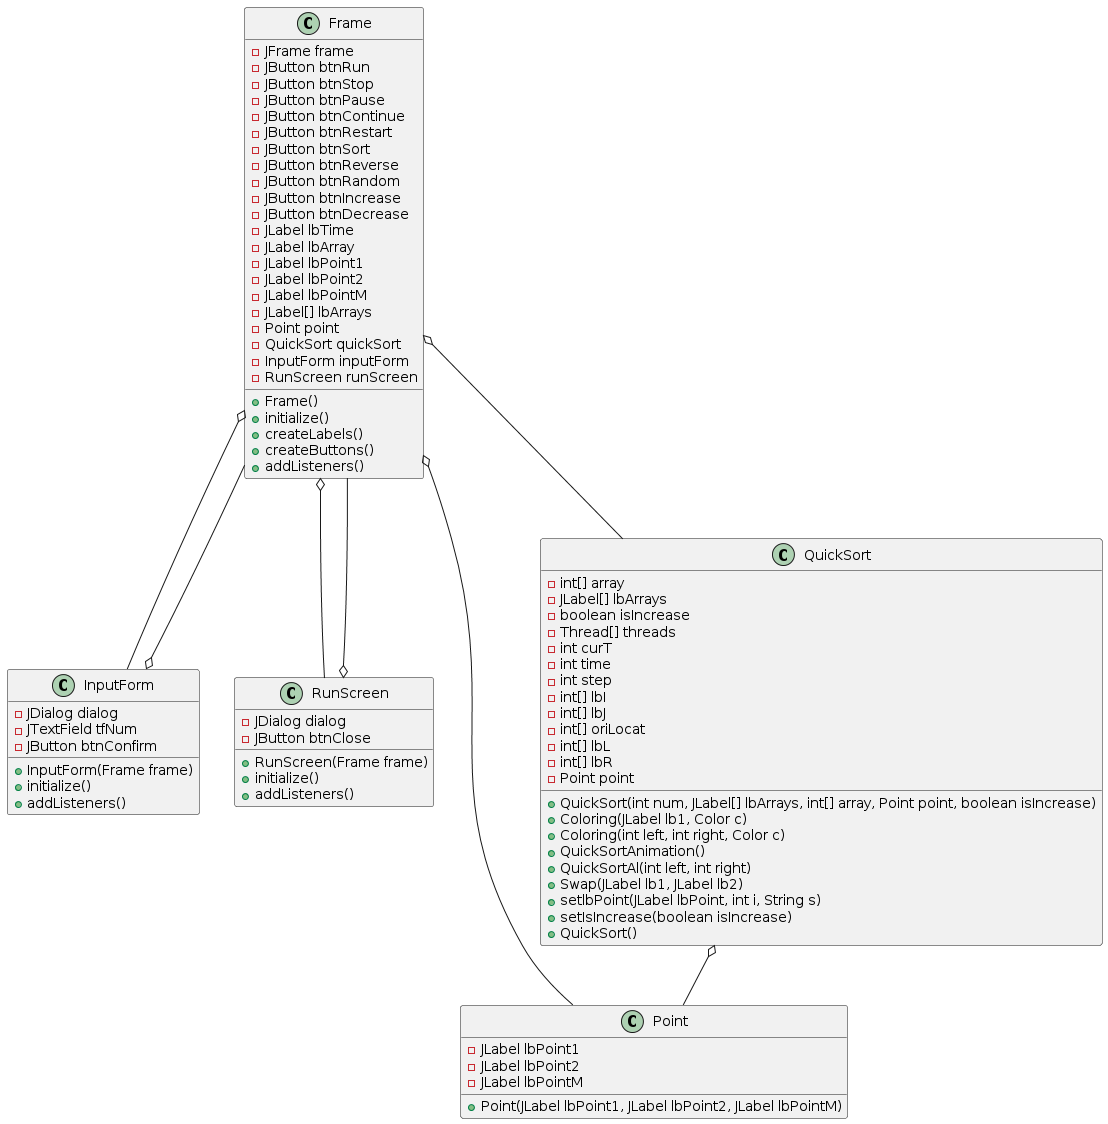 C Frame
JFrame frame
JButton btnRun
JButton btnStop
JButton btnPause
JButton btnContinue
JButton btnRestart
JButton btnSort
JButton btnReverse
JButton btnRandom
JButton btnIncrease
JButton btnDecrease
JLabel lbTime
JLabel lbArray
JLabel lbPoint1
JLabel lbPoint2
JLabel lbPointM
JLabel[] lbArrays
Point point
QuickSort quickSort
InputForm inputForm
RunScreen runScreen
Frame()
initialize()
createLabels()
createButtons()
addListeners()
C QuickSort
int[] array
JLabel[] lbArrays
boolean isIncrease
Thread[] threads
int curT
int time
int step
int[] lbI
int[] lbJ
int[] oriLocat
int[] lbL
int[] lbR
Point point
QuickSort(int num, JLabel[] lbArrays, int[] array, Point point, boolean isIncrease)
Coloring(JLabel lb1, Color c)
Coloring(int left, int right, Color c)
QuickSortAnimation()
QuickSortAl(int left, int right)
Swap(JLabel lb1, JLabel lb2)
setlbPoint(JLabel lbPoint, int i, String s)
setIsIncrease(boolean isIncrease)
QuickSort()
C InputForm
JDialog dialog
JTextField tfNum
JButton btnConfirm
InputForm(Frame frame)
initialize()
addListeners()
C RunScreen
JDialog dialog
JButton btnClose
RunScreen(Frame frame)
initialize()
addListeners()
C Point
JLabel lbPoint1
JLabel lbPoint2
JLabel lbPointM
Point(JLabel lbPoint1, JLabel lbPoint2, JLabel lbPointM)